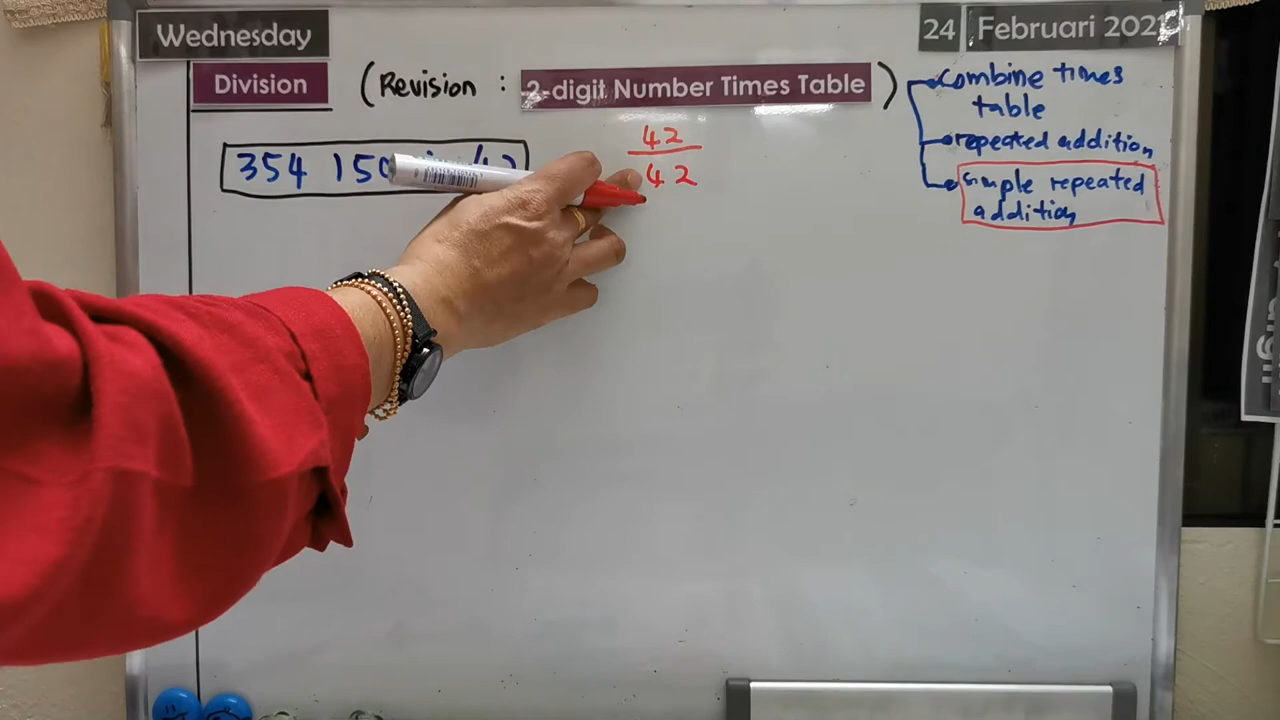 Wednesday
24 Februari 2021
Division
(Revision : 2-digit Number Times Table)
combine times
table
repeated addition
simple repeated
addition
354 150
42
42